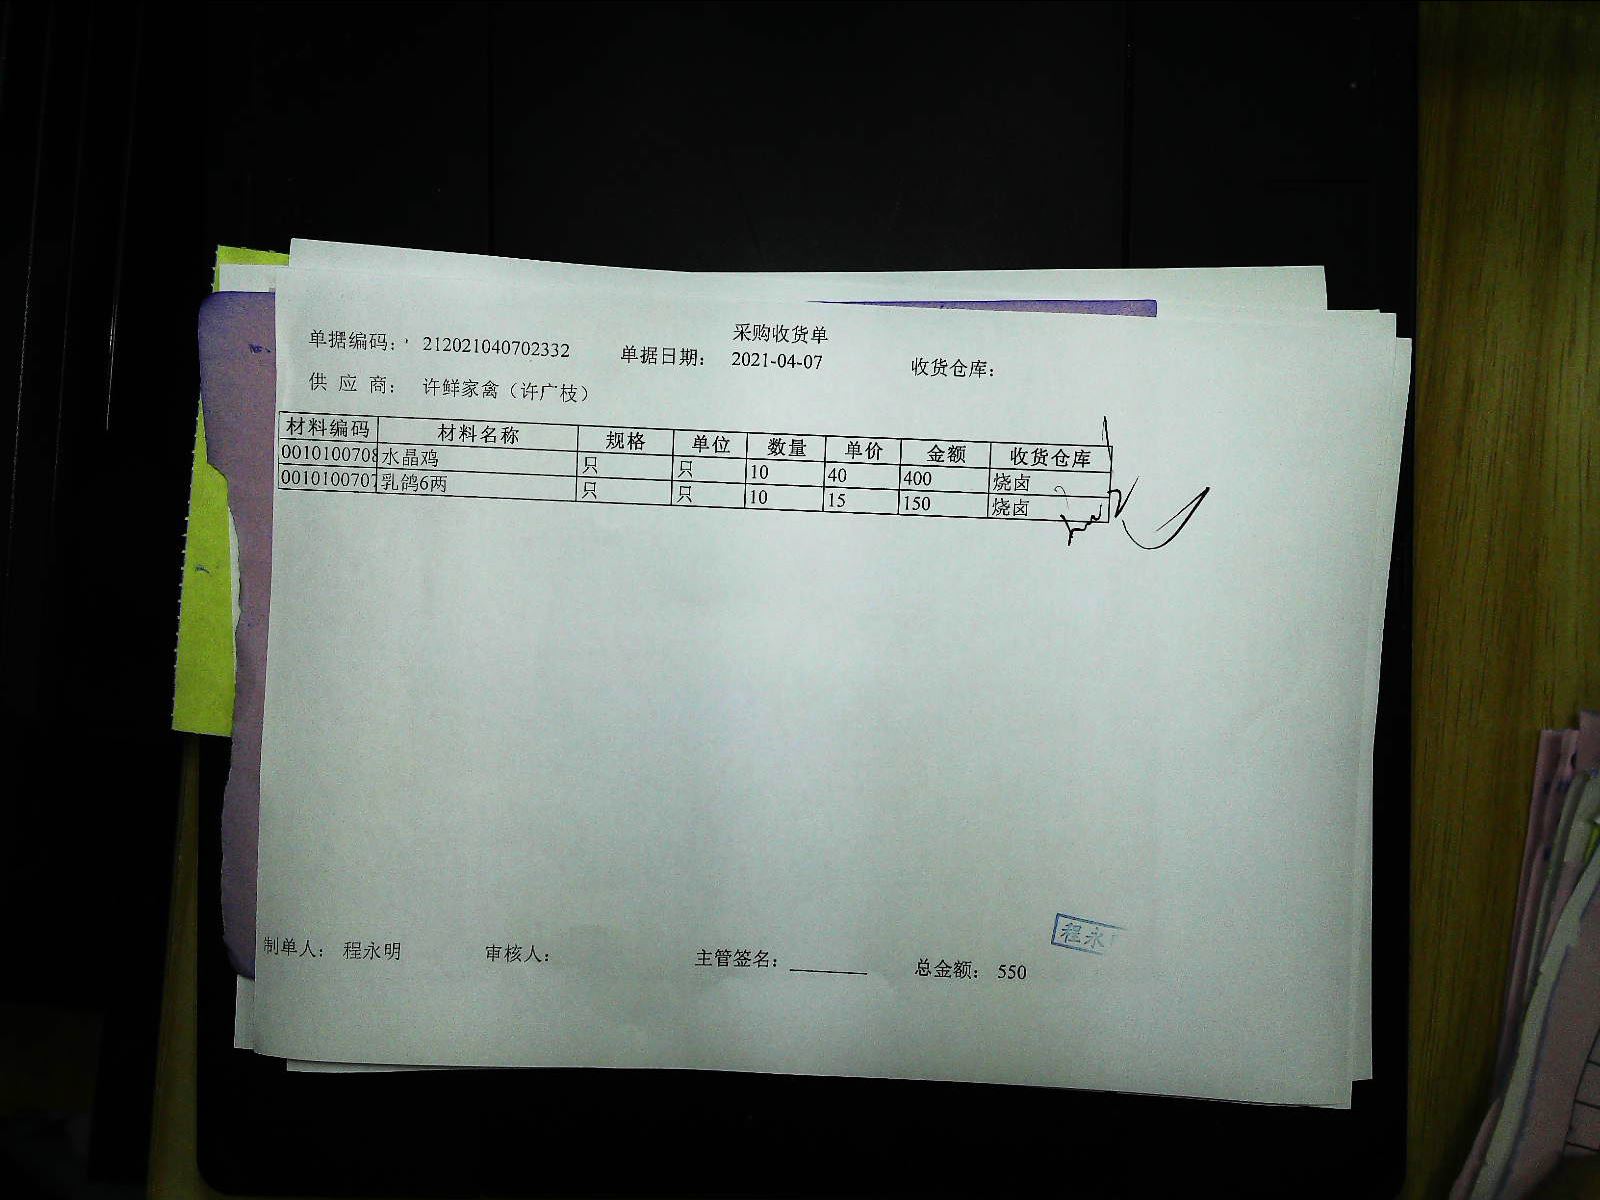 采购收货单
单据编码: 212021040702332 单据日期: 2021-04-07 收货仓库:
供 应 商: 许鲜家禽（许广枝）
材料编码 材料名称 规格 单位 数量 单价 金额 收货仓库
0010100708 水晶鸡 只 只 10 40 400 烧卤
0010100707 乳鸽6两 只 只 10 15 150 烧卤
程永
制单人: 程永明 审核人: 主管签名: 总金额: 550